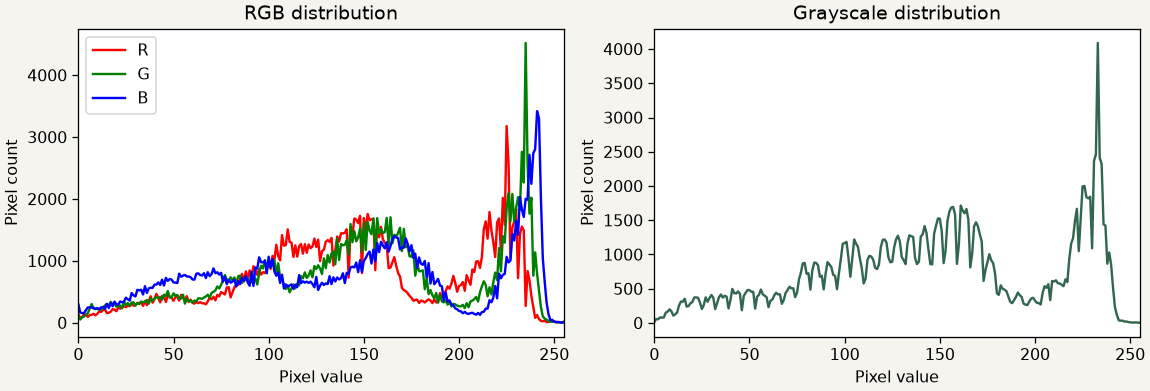 RGB distribution
R
G
B
Pixel count
4000
3000
2000
1000
0
0 50 100 150 200 250
Pixel value
Grayscale distribution
Pixel count
4000
3500
3000
2500
2000
1500
1000
500
0
0 50 100 150 200 250
Pixel value